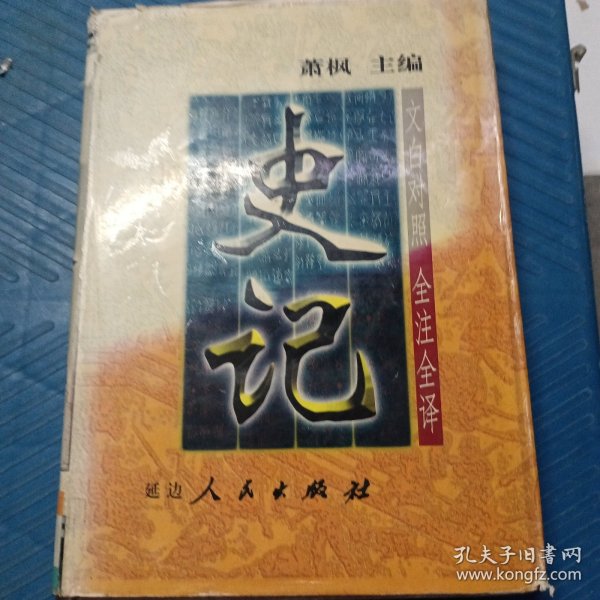 萧枫 主编
史记
文白对照 全注全译
延边人民出版社
孔夫子旧书网
www.kongfz.com